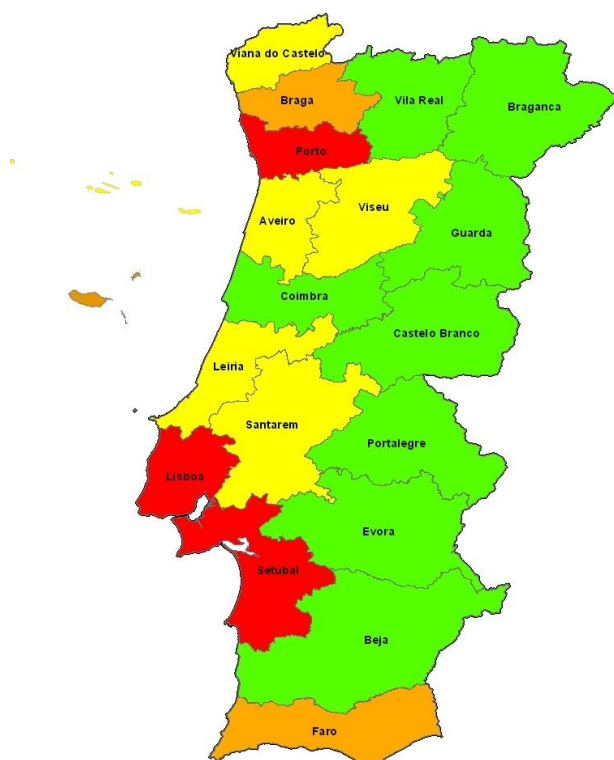 Viana do Castelo
Braga
Vila Real
Braganca
Porto
Aveiro
Viseu
Guarda
Coimbra
Castelo Branco
Leiria
Santarem
Portalegre
Lisboa
Evora
Setubal
Beja
Faro